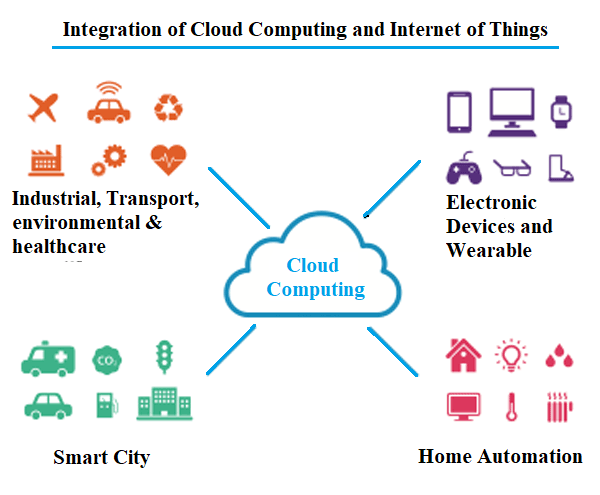 Integration of Cloud Computing and Internet of Things
Industrial, Transport,
environmental &
healthcare
Electronic
Devices and
Wearable
Cloud
Computing
CO2
Smart City
Home Automation